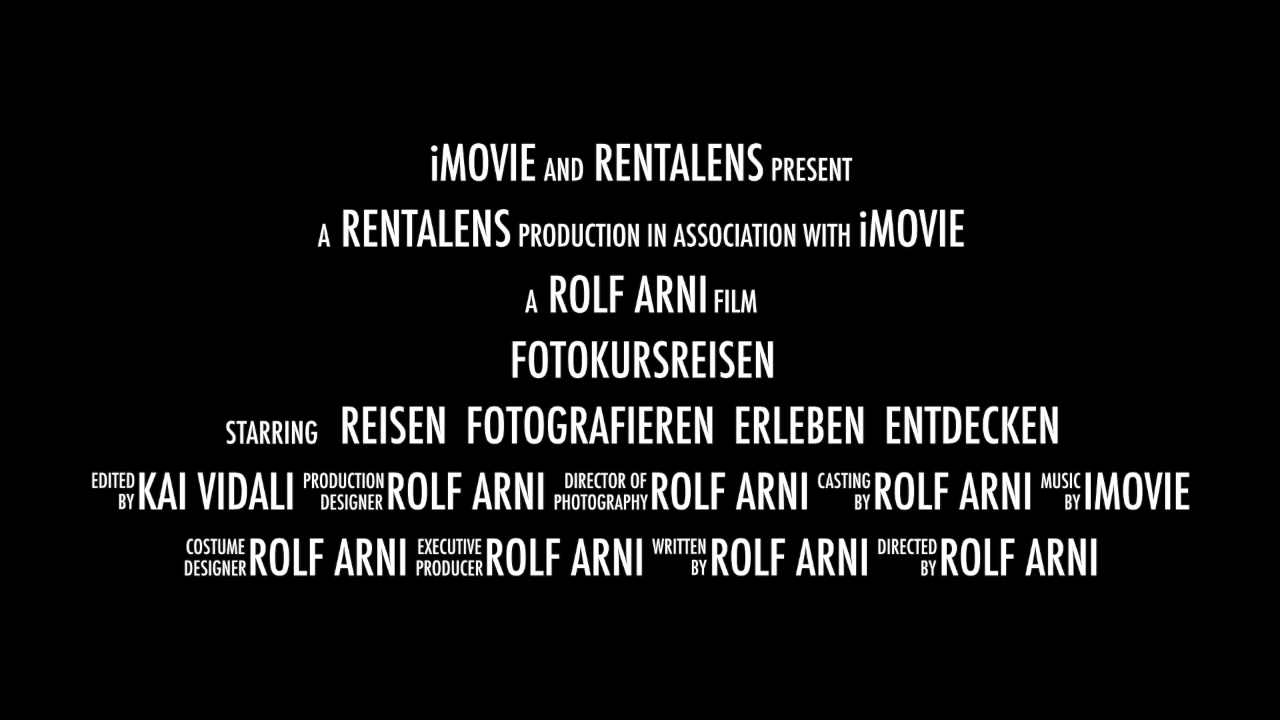 iMOVIE AND RENTALENS PRESENT
A RENTALENS PRODUCTION IN ASSOCIATION WITH iMOVIE
A ROLF ARNI FILM
FOTOKURSREISEN
STARRING REISEN FOTOGRAFIEREN ERLEBEN ENTDECKEN
EDITED BY KAI VIDALI PRODUCTION DESIGNER ROLF ARNI DIRECTOR OF PHOTOGRAPHY ROLF ARNI CASTING BY ROLF ARNI MUSIC BY IMOVIE
COSTUME DESIGNER ROLF ARNI EXECUTIVE PRODUCER ROLF ARNI WRITTEN BY ROLF ARNI DIRECTED BY ROLF ARNI